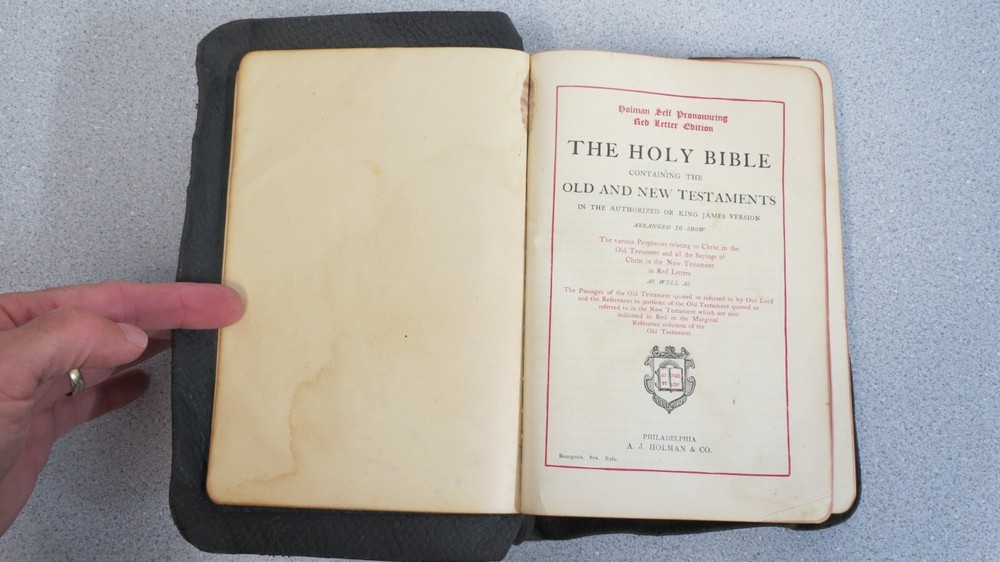 Holman Self Pronouncing
Red Letter Edition
THE HOLY BIBLE
CONTAINING THE
OLD AND NEW TESTAMENTS
IN THE AUTHORIZED OR KING JAMES VERSION
ARRANGED TO SHOW
The various Prophecies relating to Christ in the
Old Testament and all the Sayings of
Christ in the New Testament
in Red Letters
AS WELL AS
The Passages of the Old Testament quoted or referred to by Our Lord
and the References to portions of the Old Testament quoted or
referred to in the New Testament which are also
indicated in Red in the Marginal
Reference columns of the
Old Testament
PHILADELPHIA
A. J. HOLMAN & CO.
Bourgeois 8vo. Refs.